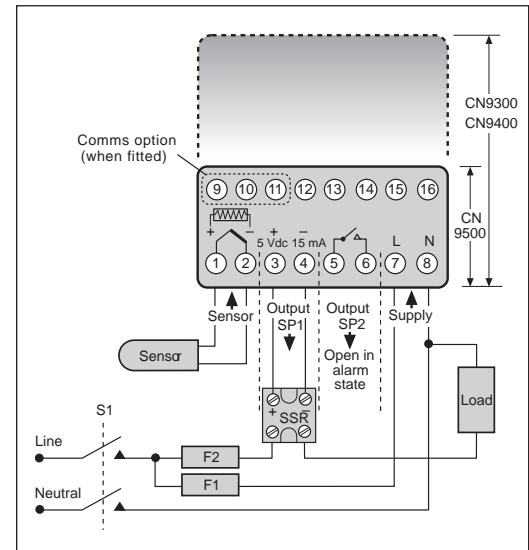 CN9300
CN9400
Comms option
(when fitted)
9 10 11 12 13 14 15 16
CN
9500
+ −
+ −
5 Vdc 15 mA
L N
1 2 3 4 5 6 7 8
Sensor
Output
SP1
Output
SP2
Supply
Open in
alarm
state
Sensor
+ −
SSR
Load
S1
Line
F2
F1
Neutral